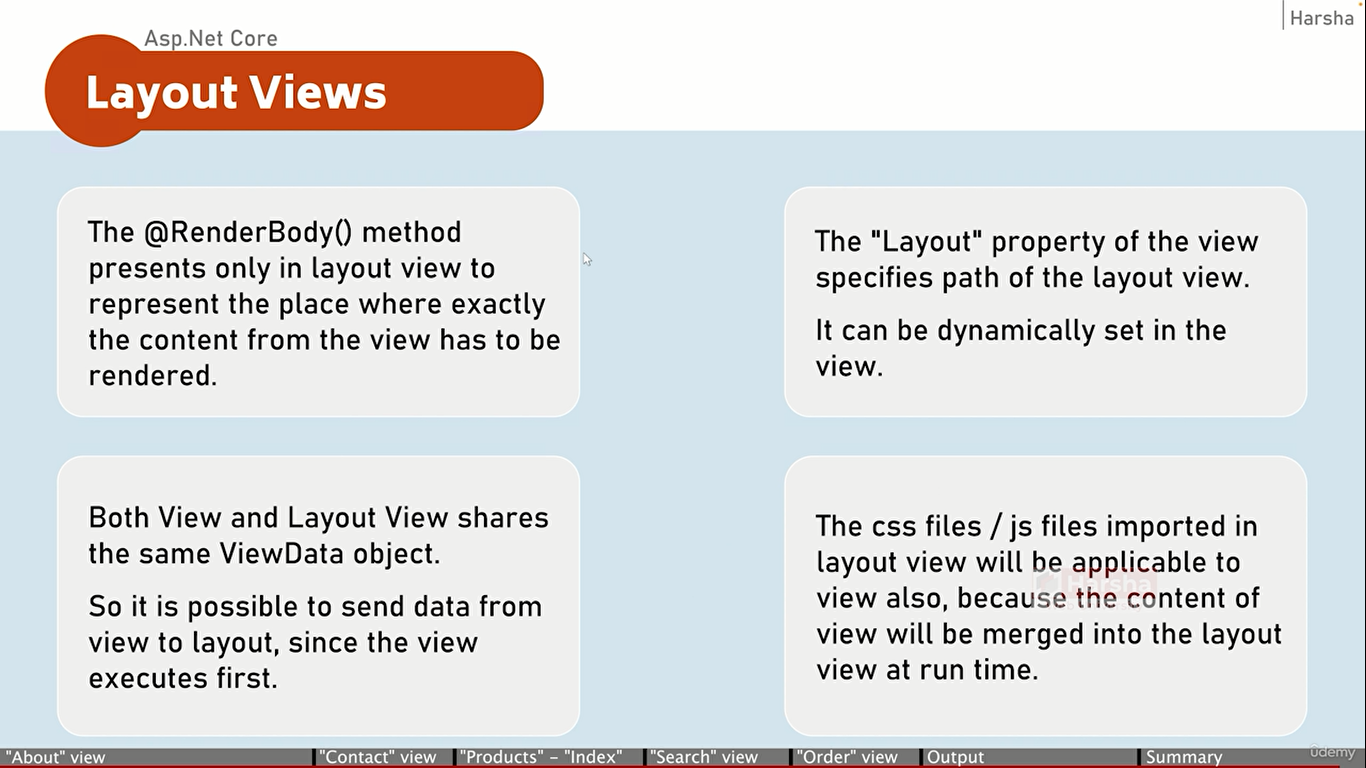 Harsha
Asp.Net Core
Layout Views
The @RenderBody() method
presents only in layout view to
represent the place where exactly
the content from the view has to be
rendered.
The "Layout" property of the view
specifies path of the layout view.
It can be dynamically set in the
view.
Both View and Layout View shares
the same ViewData object.
So it is possible to send data from
view to layout, since the view
executes first.
The css files / js files imported in
layout view will be applicable to
view also, because the content of
view will be merged into the layout
view at run time.
Harsha
"About" view
"Contact" view
"Products" - "Index"
"Search" view
"Order" view
Output
Summary
ûdemy